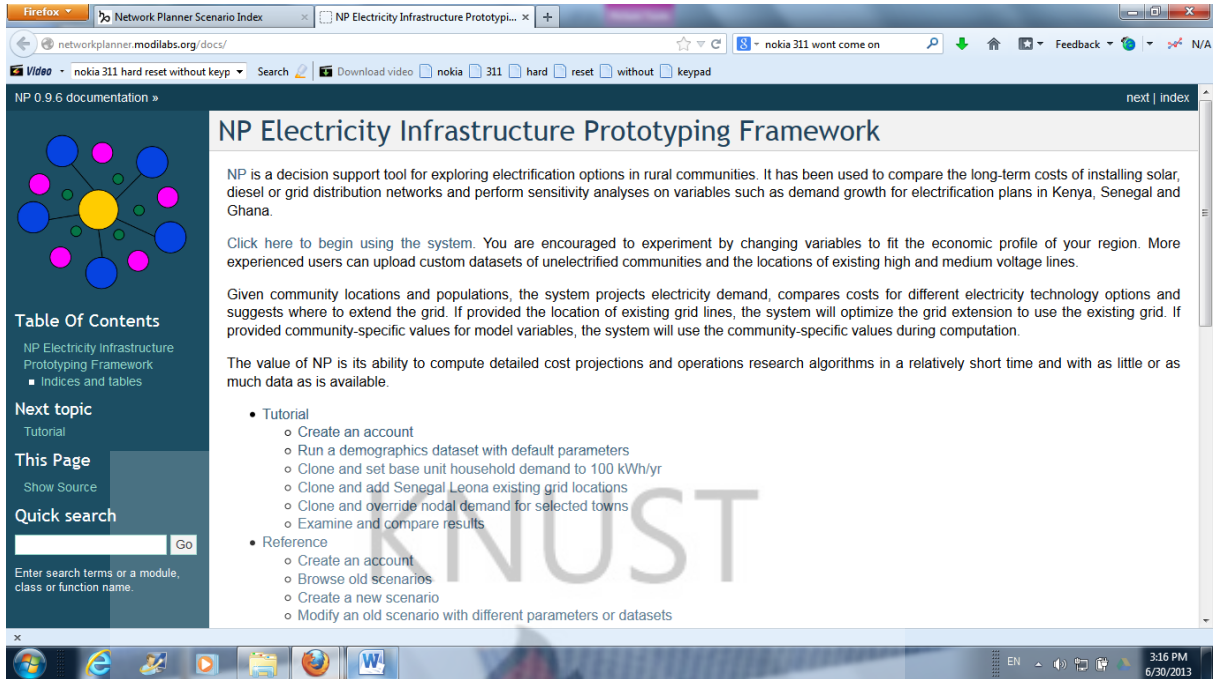 Firefox
Network Planner Scenario Index
NP Electricity Infrastructure Prototypi...
networkplanner.modilabs.org/docs/
nokia 311 wont come on
Feedback
N/A
Video
nokia 311 hard reset without keyp
Search
Download video
nokia
311
hard
reset
without
keypad
NP 0.9.6 documentation »
next | index
NP Electricity Infrastructure Prototyping Framework
NP is a decision support tool for exploring electrification options in rural communities. It has been used to compare the long-term costs of installing solar,
diesel or grid distribution networks and perform sensitivity analyses on variables such as demand growth for electrification plans in Kenya, Senegal and
Ghana.
Click here to begin using the system. You are encouraged to experiment by changing variables to fit the economic profile of your region. More
experienced users can upload custom datasets of unelectrified communities and the locations of existing high and medium voltage lines.
Given community locations and populations, the system projects electricity demand, compares costs for different electricity technology options and
suggests where to extend the grid. If provided the location of existing grid lines, the system will optimize the grid extension to use the existing grid. If
provided community-specific values for model variables, the system will use the community-specific values during computation.
The value of NP is its ability to compute detailed cost projections and operations research algorithms in a relatively short time and with as little or as
much data as is available.
Tutorial
Create an account
Run a demographics dataset with default parameters
Clone and set base unit household demand to 100 kWh/yr
Clone and add Senegal Leona existing grid locations
Clone and override nodal demand for selected towns
Examine and compare results
Reference
Create an account
Browse old scenarios
Create a new scenario
Modify an old scenario with different parameters or datasets
Table Of Contents
NP Electricity Infrastructure
Prototyping Framework
Indices and tables
Next topic
Tutorial
This Page
Show Source
Quick search
Go
Enter search terms or a module,
class or function name.
KNUST
EN
3:16 PM
6/30/2013